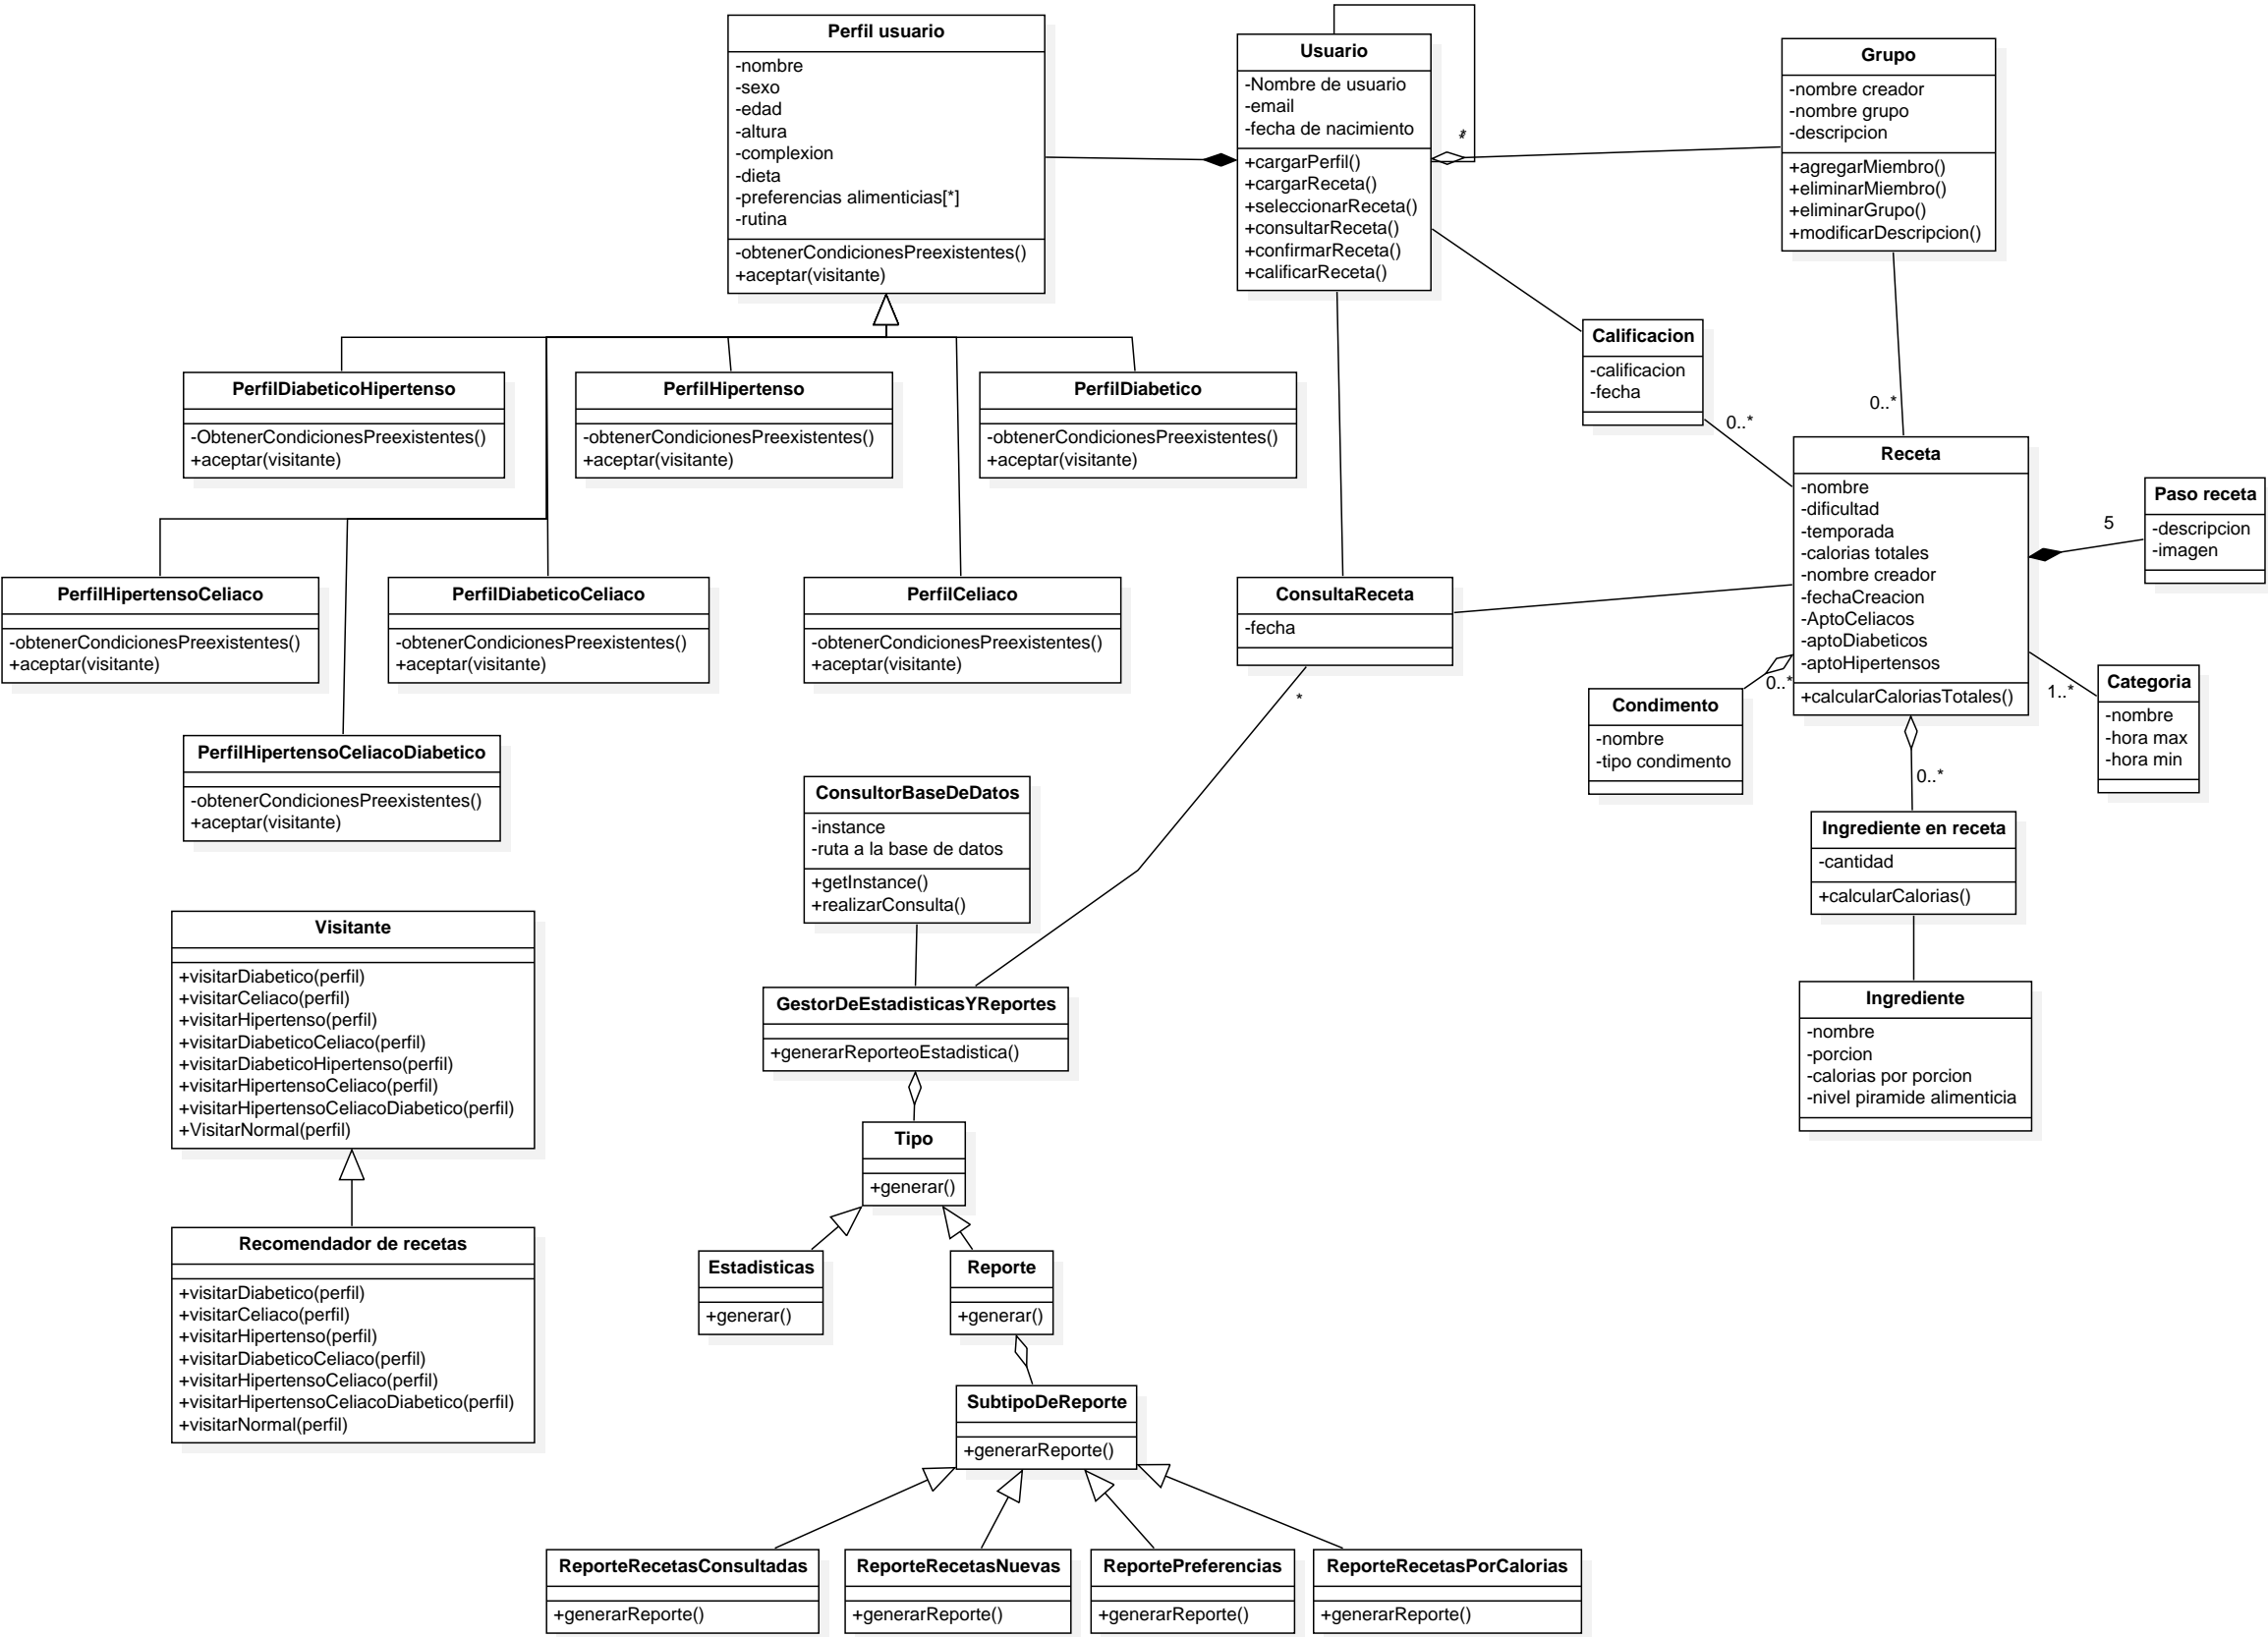 Perfil usuario
-nombre
-sexo
-edad
-altura
-complexion
-dieta
-preferencias alimenticias[*]
-rutina
-obtenerCondicionesPreexistentes()
+aceptar(visitante)
Usuario
-Nombre de usuario
-email
-fecha de nacimiento
+cargarPerfil()
+cargarReceta()
+seleccionarReceta()
+consultarReceta()
+confirmarReceta()
+calificarReceta()
*
Grupo
-nombre creador
-nombre grupo
-descripcion
+agregarMiembro()
+eliminarMiembro()
+eliminarGrupo()
+modificarDescripcion()
Calificacion
-calificacion
-fecha
0..*
0..*
PerfilDiabeticoHipertenso
-ObtenerCondicionesPreexistentes()
+aceptar(visitante)
PerfilHipertenso
-obtenerCondicionesPreexistentes()
+aceptar(visitante)
PerfilDiabetico
-obtenerCondicionesPreexistentes()
+aceptar(visitante)
Receta
-nombre
-dificultad
-temporada
-calorias totales
-nombre creador
-fechaCreacion
-AptoCeliacos
-aptoDiabeticos
-aptoHipertensos
+calcularCaloriasTotales()
5
Paso receta
-descripcion
-imagen
PerfilHipertensoCeliaco
-obtenerCondicionesPreexistentes()
+aceptar(visitante)
PerfilDiabeticoCeliaco
-obtenerCondicionesPreexistentes()
+aceptar(visitante)
PerfilCeliaco
-obtenerCondicionesPreexistentes()
+aceptar(visitante)
ConsultaReceta
-fecha
*
0..*
Condimento
-nombre
-tipo condimento
1..*
Categoria
-nombre
-hora max
-hora min
0..*
PerfilHipertensoCeliacoDiabetico
-obtenerCondicionesPreexistentes()
+aceptar(visitante)
ConsultorBaseDeDatos
-instance
-ruta a la base de datos
+getInstance()
+realizarConsulta()
Ingrediente en receta
-cantidad
+calcularCalorias()
Visitante
+visitarDiabetico(perfil)
+visitarCeliaco(perfil)
+visitarHipertenso(perfil)
+visitarDiabeticoCeliaco(perfil)
+visitarDiabeticoHipertenso(perfil)
+visitarHipertensoCeliaco(perfil)
+visitarHipertensoCeliacoDiabetico(perfil)
+VisitarNormal(perfil)
GestorDeEstadisticasYReportes
+generarReporteoEstadistica()
Ingrediente
-nombre
-porcion
-calorias por porcion
-nivel piramide alimenticia
Tipo
+generar()
Recomendador de recetas
+visitarDiabetico(perfil)
+visitarCeliaco(perfil)
+visitarHipertenso(perfil)
+visitarDiabeticoCeliaco(perfil)
+visitarHipertensoCeliaco(perfil)
+visitarHipertensoCeliacoDiabetico(perfil)
+visitarNormal(perfil)
Estadisticas
+generar()
Reporte
+generar()
SubtipoDeReporte
+generarReporte()
ReporteRecetasConsultadas
+generarReporte()
ReporteRecetasNuevas
+generarReporte()
ReportePreferencias
+generarReporte()
ReporteRecetasPorCalorias
+generarReporte()